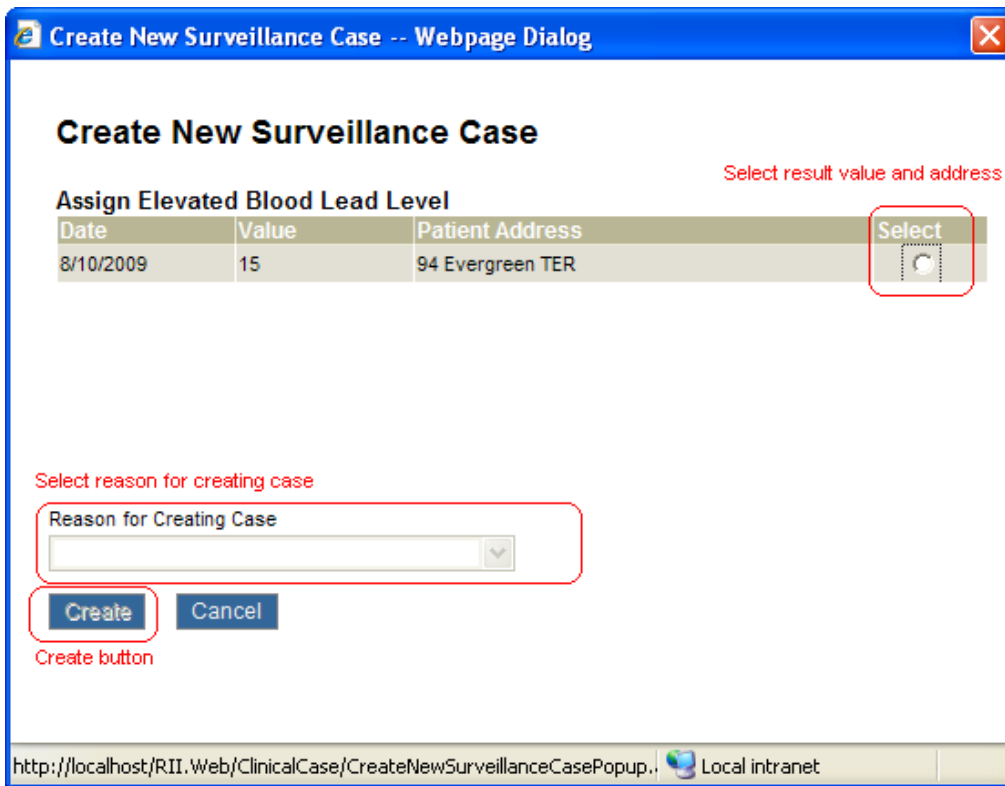 Create New Surveillance Case -- Webpage Dialog
Create New Surveillance Case
Select result value and address
Assign Elevated Blood Lead Level
Date Value Patient Address Select
8/10/2009 15 94 Evergreen TER
Select reason for creating case
Reason for Creating Case
Create Cancel
Create button
http://localhost/RII.Web/ClinicalCase/CreateNewSurveillanceCasePopup. Local intranet